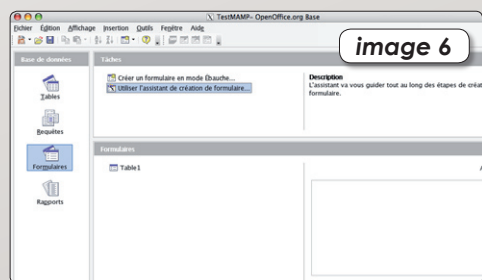 TestMAMP- OpenOffice.org Base
Fichier Édition Affichage Insertion Outils Fenêtre Aide
image 6
Base de données
Tâches
Tables
Requêtes
Formulaires
Rapports
Créer un formulaire en mode Ébauche...
Utiliser l'assistant de création de formulaire...
Description
L'assistant va vous guider tout au long des étapes de créat
formulaire.
Formulaires
Table1